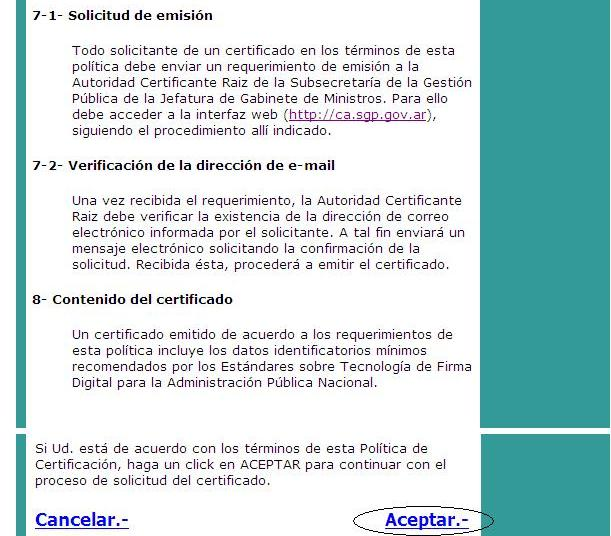 7-1- Solicitud de emisión
Todo solicitante de un certificado en los términos de esta
política debe enviar un requerimiento de emisión a la
Autoridad Certificante Raiz de la Subsecretaría de la Gestión
Pública de la Jefatura de Gabinete de Ministros. Para ello
debe acceder a la interfaz web (http://ca.sgp.gov.ar),
siguiendo el procedimiento allí indicado.
7-2- Verificación de la dirección de e-mail
Una vez recibida el requerimiento, la Autoridad Certificante
Raiz debe verificar la existencia de la dirección de correo
electrónico informada por el solicitante. A tal fin enviará un
mensaje electrónico solicitando la confirmación de la
solicitud. Recibida ésta, procederá a emitir el certificado.
8- Contenido del certificado
Un certificado emitido de acuerdo a los requerimientos de
esta política incluye los datos identificatorios mínimos
recomendados por los Estándares sobre Tecnología de Firma
Digital para la Administración Pública Nacional.
Si Ud. está de acuerdo con los términos de esta Política de
Certificación, haga un click en ACEPTAR para continuar con el
proceso de solicitud del certificado.
Cancelar.- Aceptar.-